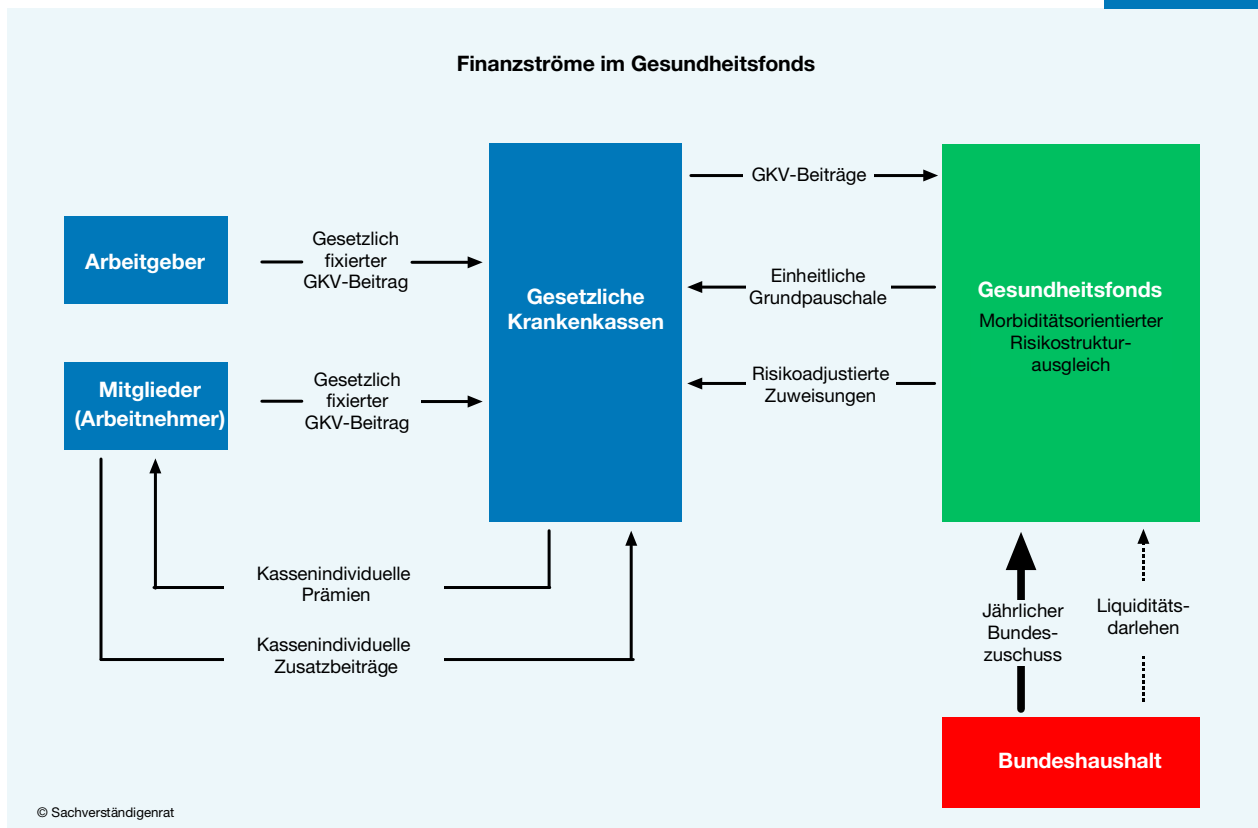 Finanzströme im Gesundheitsfonds
Arbeitgeber
Gesetzlich
fixierter
GKV-Beitrag
Mitglieder
(Arbeitnehmer)
Gesetzlich
fixierter
GKV-Beitrag
Gesetzliche
Krankenkassen
GKV-Beiträge
Einheitliche
Grundpauschale
Risikoadjustierte
Zuweisungen
Gesundheitsfonds
Morbiditätsorientierter
Risikostruktur-
ausgleich
Kassenindividuelle
Prämien
Kassenindividuelle
Zusatzbeiträge
Jährlicher
Bundes-
zuschuss
Liquiditäts-
darlehen
Bundeshaushalt
© Sachverständigenrat